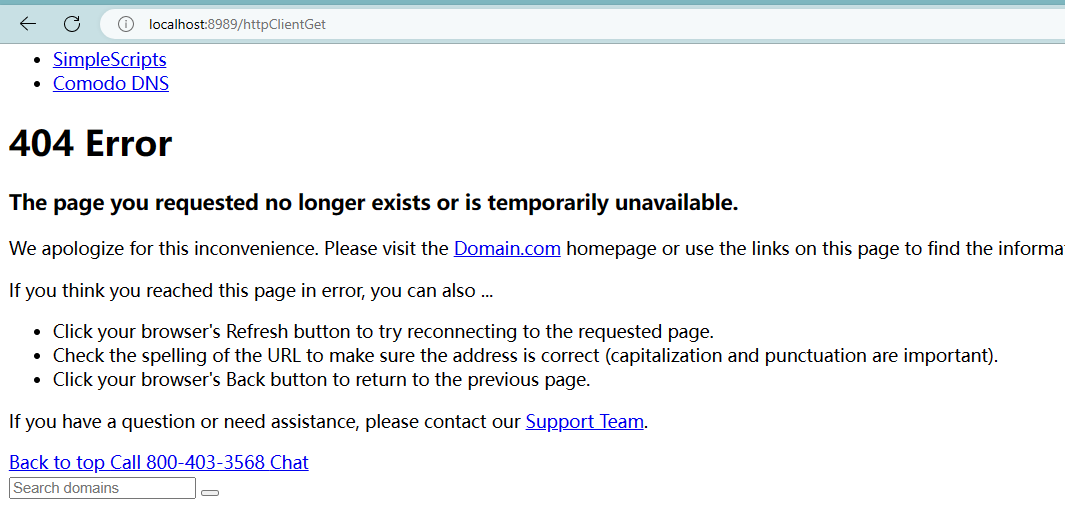 localhost:8989/httpClientGet
SimpleScripts
Comodo DNS
404 Error
The page you requested no longer exists or is temporarily unavailable.
We apologize for this inconvenience. Please visit the Domain.com homepage or use the links on this page to find the informa
If you think you reached this page in error, you can also ...
Click your browser's Refresh button to try reconnecting to the requested page.
Check the spelling of the URL to make sure the address is correct (capitalization and punctuation are important).
Click your browser's Back button to return to the previous page.
If you have a question or need assistance, please contact our Support Team.
Back to top Call 800-403-3568 Chat
Search domains